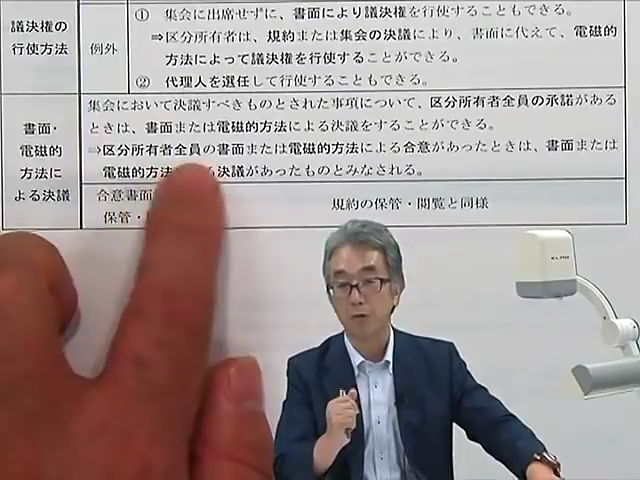 議決権の
行使方法
例外
① 集会に出席せずに、書面により議決権を行使することもできる。
⇒区分所有者は、規約または集会の決議により、書面に代えて、電磁的
方法によって議決権を行使することができる。
② 代理人を選任して行使することもできる。
書面・
電磁的
方法に
よる決議
集会において決議すべきものとされた事項について、区分所有者全員の承諾がある
ときは、書面または電磁的方法による決議をすることができる。
⇒区分所有者全員の書面または電磁的方法による合意があったときは、書面または
電磁的方法 る決議があったものとみなされる。
合意書面
保管・
規約の保管・閲覧と同様
ELMO